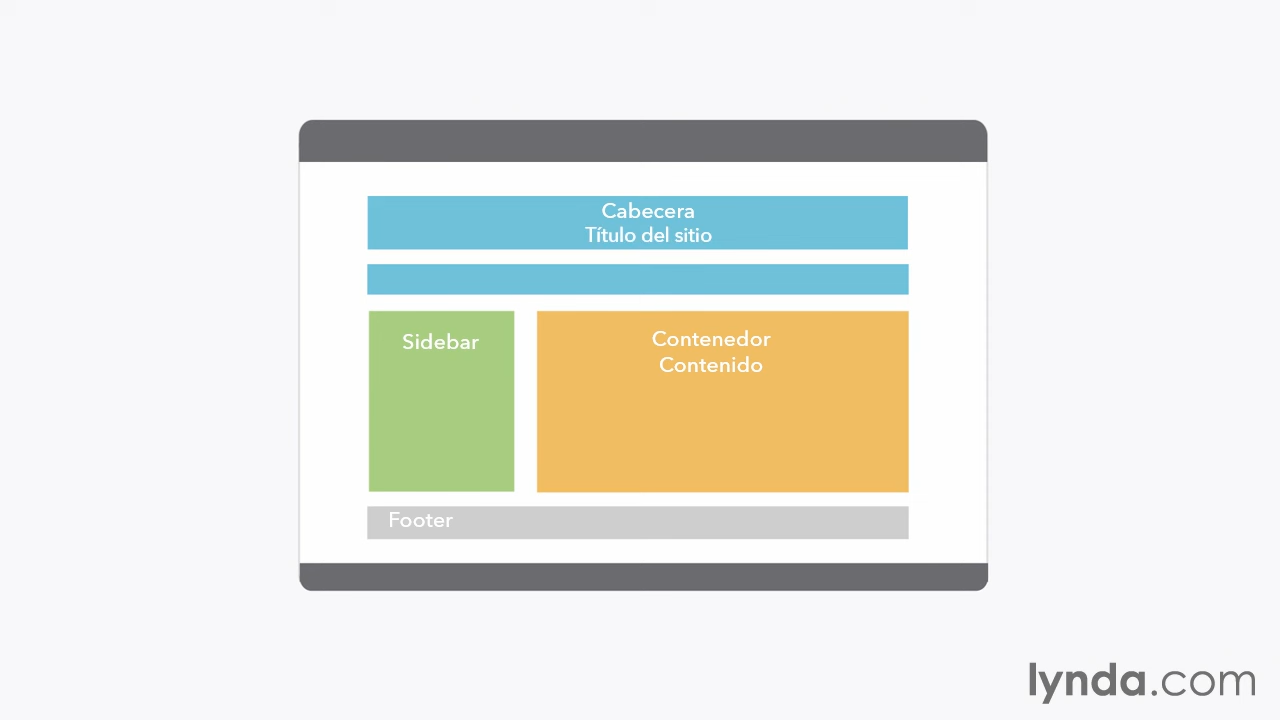 Cabecera
Título del sitio
Sidebar
Contenedor
Contenido
Footer
lynda.com